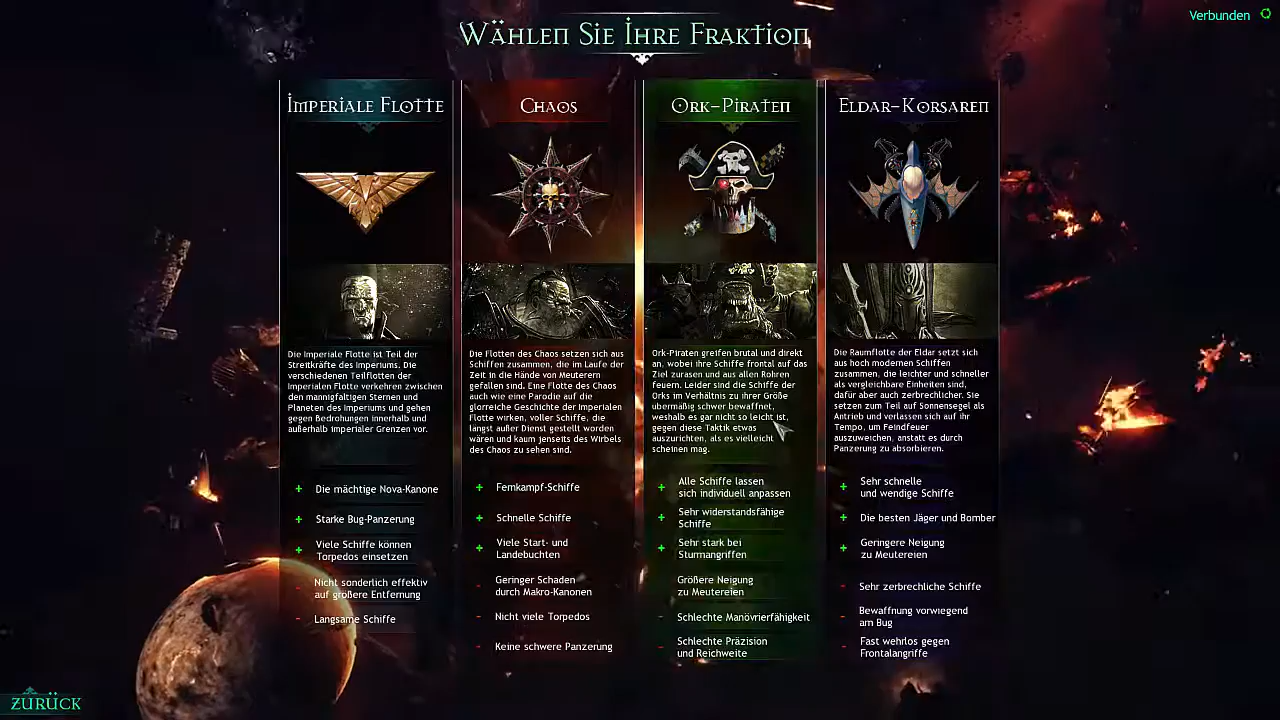 Verbunden
Wählen Sie Ihre Fraktion
Imperiale Flotte
Die Imperiale Flotte ist Teil der
Streitkräfte des Imperiums. Die
verschiedenen Teilflotten der
Imperialen Flotte verkehren zwischen
den mannigfaltigen Sternen und
Planeten des Imperiums und gehen
gegen Bedrohungen innerhalb und
außerhalb imperialer Grenzen vor.
+ Die mächtige Nova-Kanone
+ Starke Bug-Panzerung
+ Viele Schiffe können
Torpedos einsetzen
- Nicht sonderlich effektiv
auf größere Entfernung
- Langsame Schiffe
Chaos
Die Flotten des Chaos setzen sich aus
Schiffen zusammen, die im Laufe der
Zeit in die Hände von Meuterern
gefallen sind. Eine Flotte des Chaos
auch wie eine Parodie auf die
glorreiche Geschichte der Imperialen
Flotte wirken, voller Schiffe, die
längst außer Dienst gestellt worden
wären und kaum jenseits des Wirbels
des Chaos zu sehen sind.
+ Fernkampf-Schiffe
+ Schnelle Schiffe
+ Viele Start- und
Landebuchten
- Geringer Schaden
durch Makro-Kanonen
- Nicht viele Torpedos
- Keine schwere Panzerung
Ork-Piraten
Ork-Piraten greifen brutal und direkt
an, wobei ihre Schiffe frontal auf das
Ziel zurasen und aus allen Rohren
feuern. Leider sind die Schiffe der
Orks im Verhältnis zu ihrer Größe
übermäßig schwer bewaffnet,
weshalb es gar nicht so leicht ist,
gegen diese Taktik etwas
auszurichten, als es vielleicht
scheinen mag.
+ Alle Schiffe lassen
sich individuell anpassen
+ Sehr widerstandsfähige
Schiffe
+ Sehr stark bei
Sturmangriffen
- Größere Neigung
zu Meutereien
- Schlechte Manövrierfähigkeit
- Schlechte Präzision
und Reichweite
Eldar-Korsaren
Die Raumflotte der Eldar setzt sich
aus hoch modernen Schiffen
zusammen, die leichter und schneller
als vergleichbare Einheiten sind,
dafür aber auch zerbrechlicher. Sie
setzen zum Teil auf Sonnensegel als
Antrieb und verlassen sich auf ihr
Tempo, um Feindfeuer
auszuweichen, anstatt es durch
Panzerung zu absorbieren.
+ Sehr schnelle
und wendige Schiffe
+ Die besten Jäger und Bomber
+ Geringere Neigung
zu Meutereien
- Sehr zerbrechliche Schiffe
- Bewaffnung vorwiegend
am Bug
- Fast wehrlos gegen
Frontalangriffe
zurück